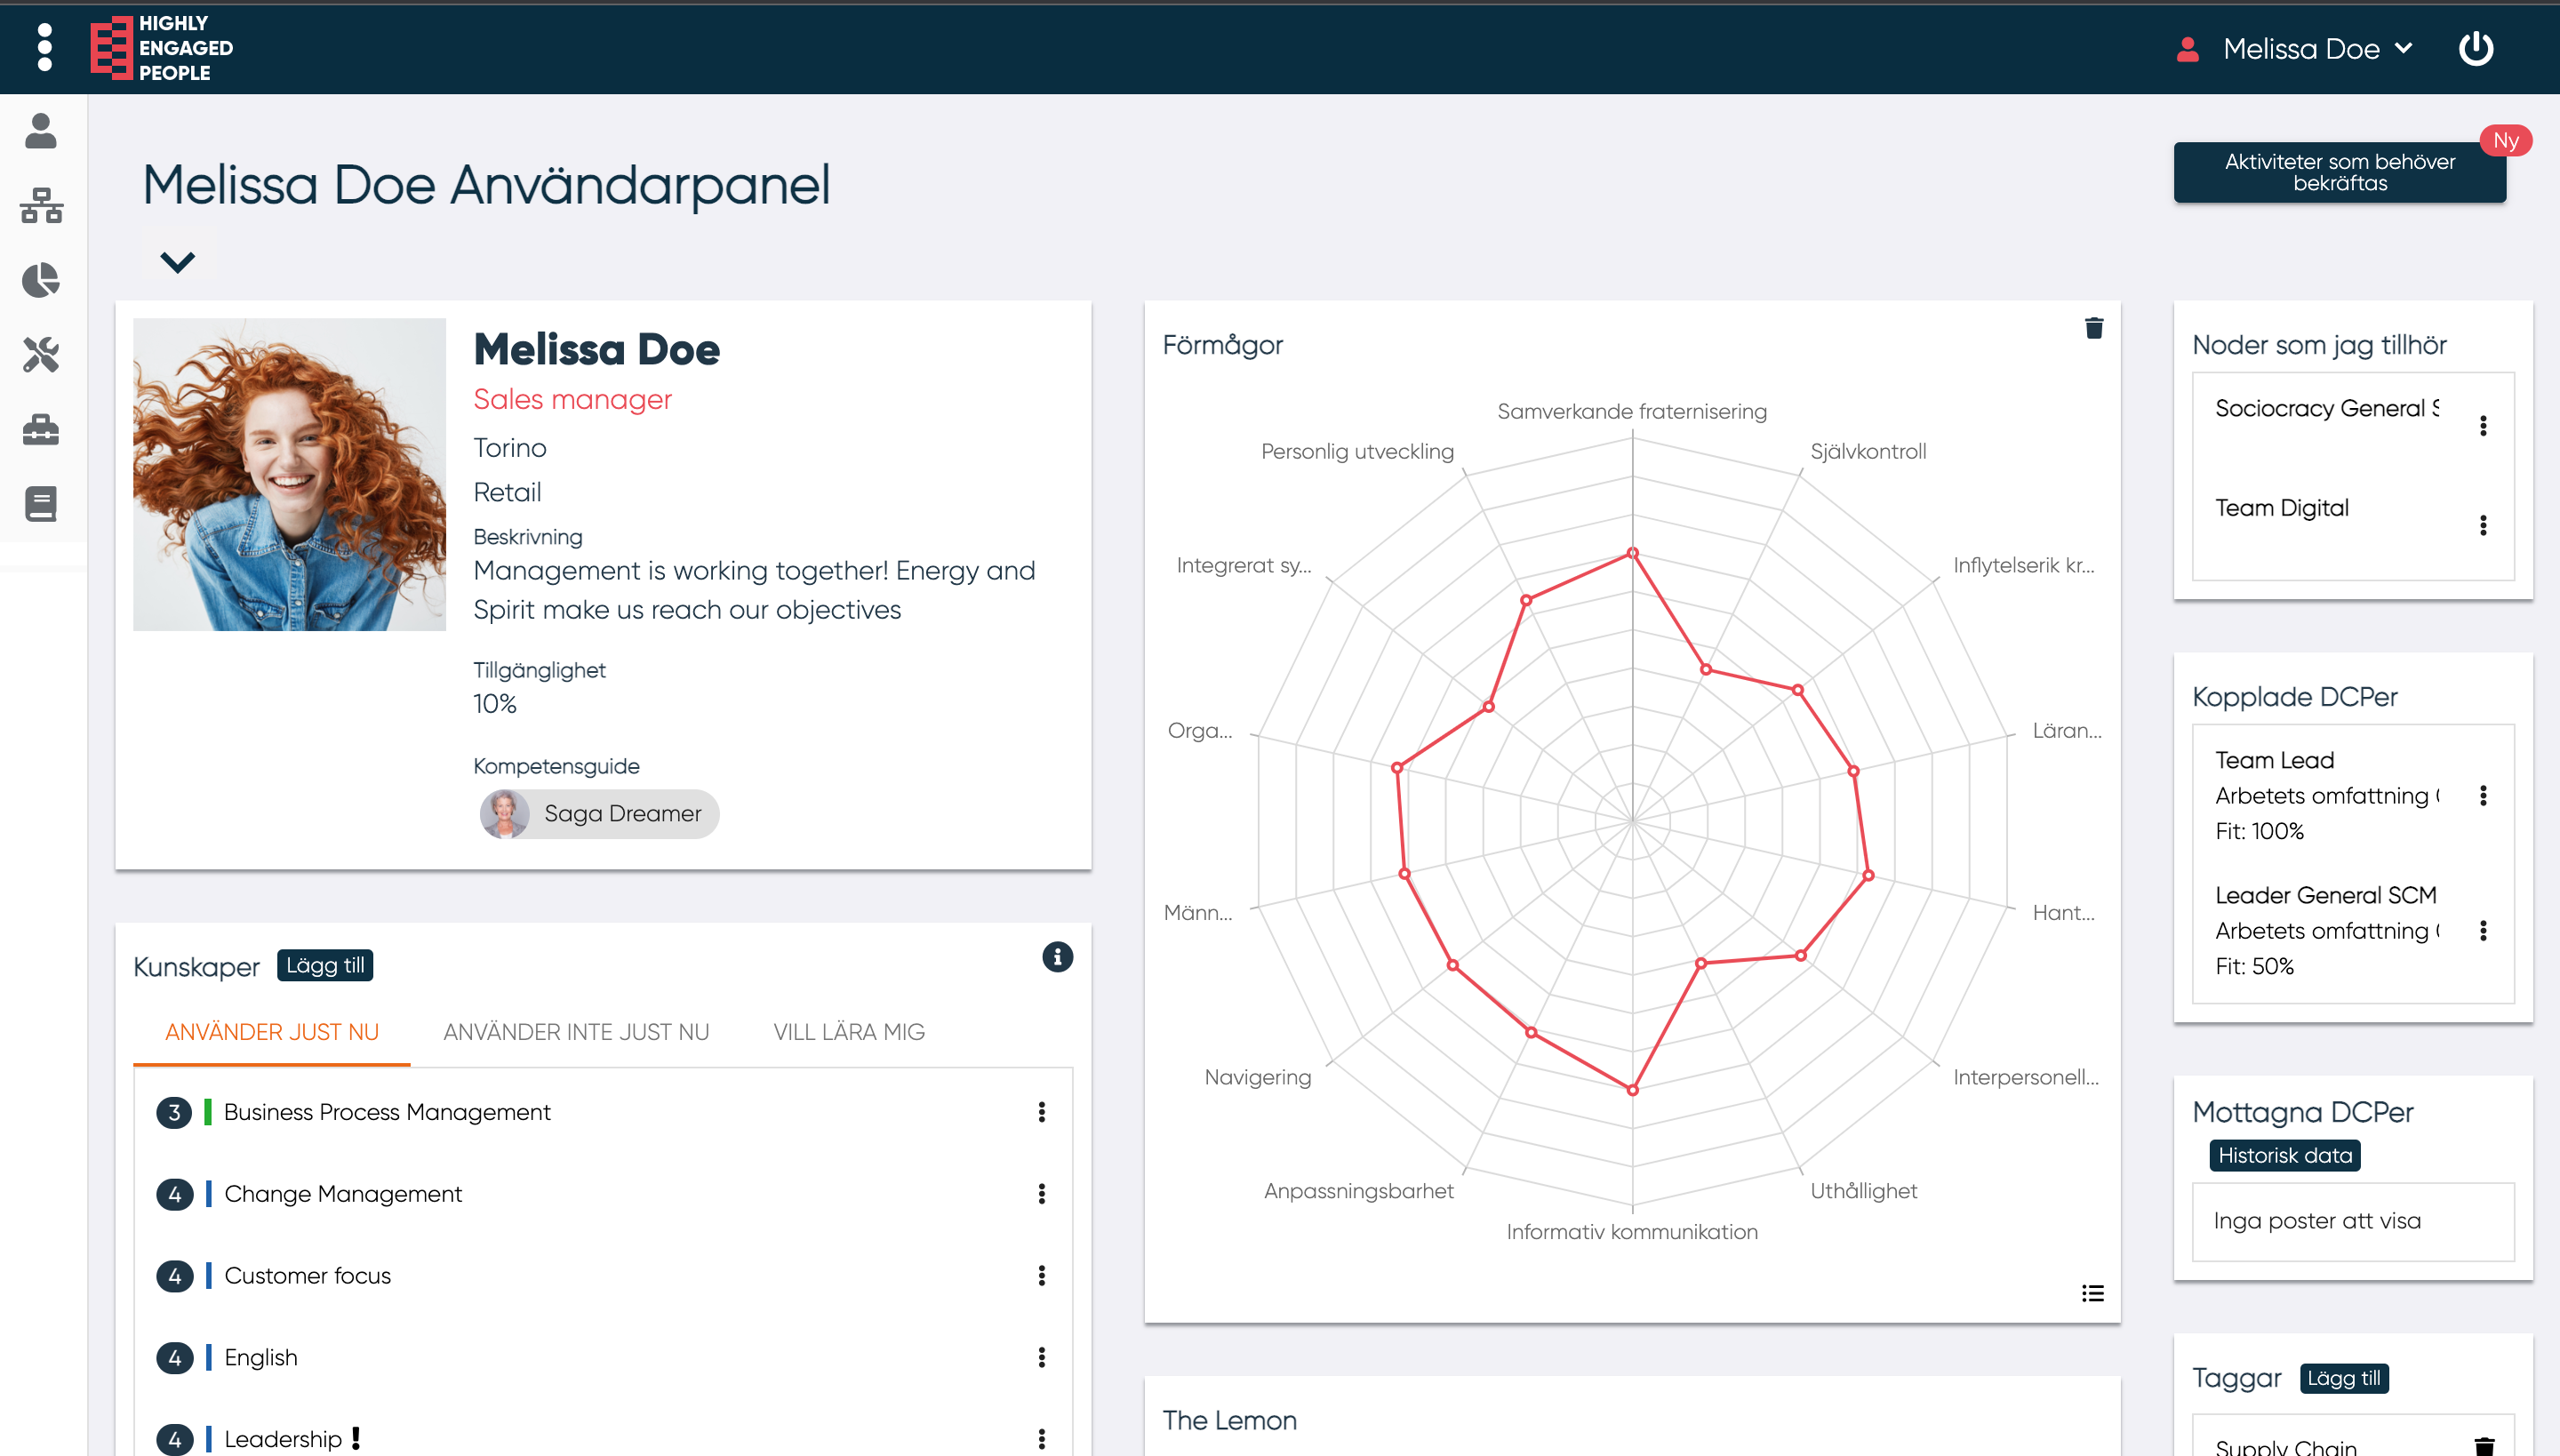 HIGHLY
ENGAGED
PEOPLE
Melissa Doe
Melissa Doe Användarpanel
Ny
Aktiviteter som behöver
bekräftas
Melissa Doe
Sales manager
Torino
Retail
Beskrivning
Management is working together! Energy and
Spirit make us reach our objectives
Tillgänglighet
10%
Kompetensguide
Saga Dreamer
Kunskaper
Lägg till
ANVÄNDER JUST NU
ANVÄNDER INTE JUST NU
VILL LÄRA MIG
3 Business Process Management
4 Change Management
4 Customer focus
4 English
4 Leadership !
Förmågor
Samverkande fraternisering
Självkontroll
Inflytelserik kr...
Läran...
Hant...
Interpersonell...
Uthållighet
Informativ kommunikation
Anpassningsbarhet
Navigering
Männ...
Orga...
Integrerat sy...
Personlig utveckling
The Lemon
Noder som jag tillhör
Sociocracy General S
Team Digital
Kopplade DCPer
Team Lead
Arbetets omfattning (
Fit: 100%
Leader General SCM
Arbetets omfattning (
Fit: 50%
Mottagna DCPer
Historisk data
Inga poster att visa
Taggar
Lägg till
Supply Chain